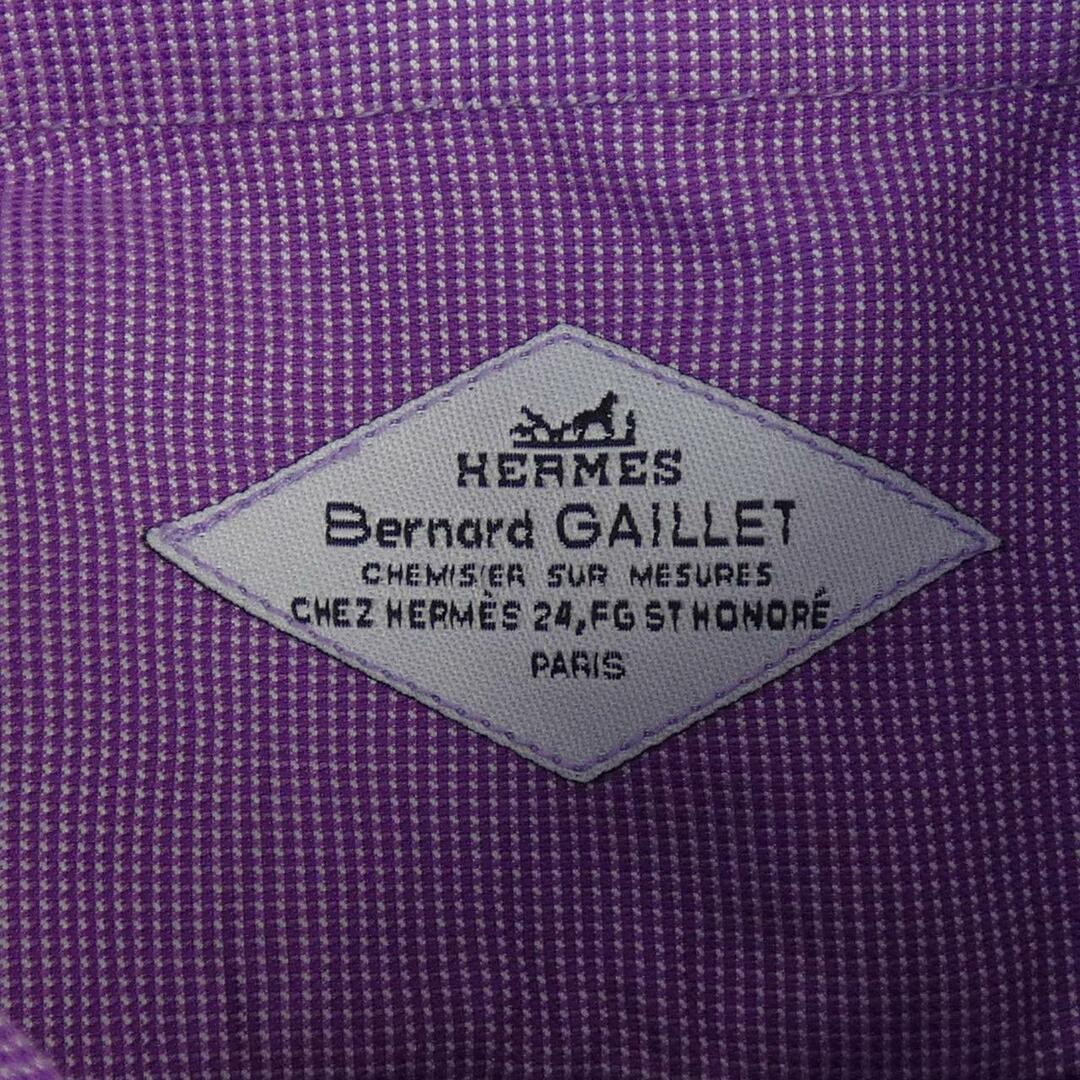 HERMES
Bernard GAILLET
CHEMISIER SUR MESURES
CHEZ HERMÈS 24, FG ST HONORÉ
PARIS